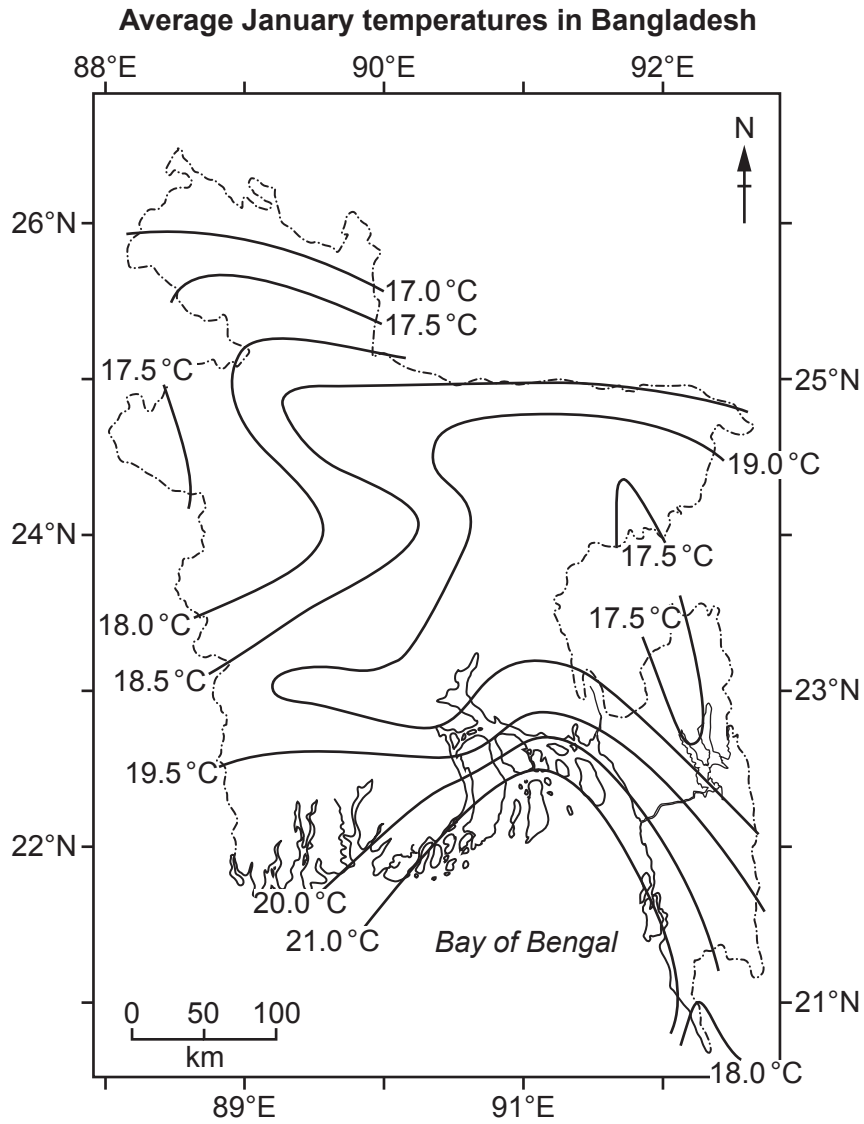 Average January temperatures in Bangladesh
88°E 90°E 92°E
N
26°N
17.0 °C
17.5 °C
17.5 °C
25°N
19.0 °C
24°N
17.5 °C
18.0 °C
17.5 °C
18.5 °C
23°N
19.5 °C
22°N
20.0 °C
21.0 °C
Bay of Bengal
21°N
0 50 100
km
18.0 °C
89°E 91°E